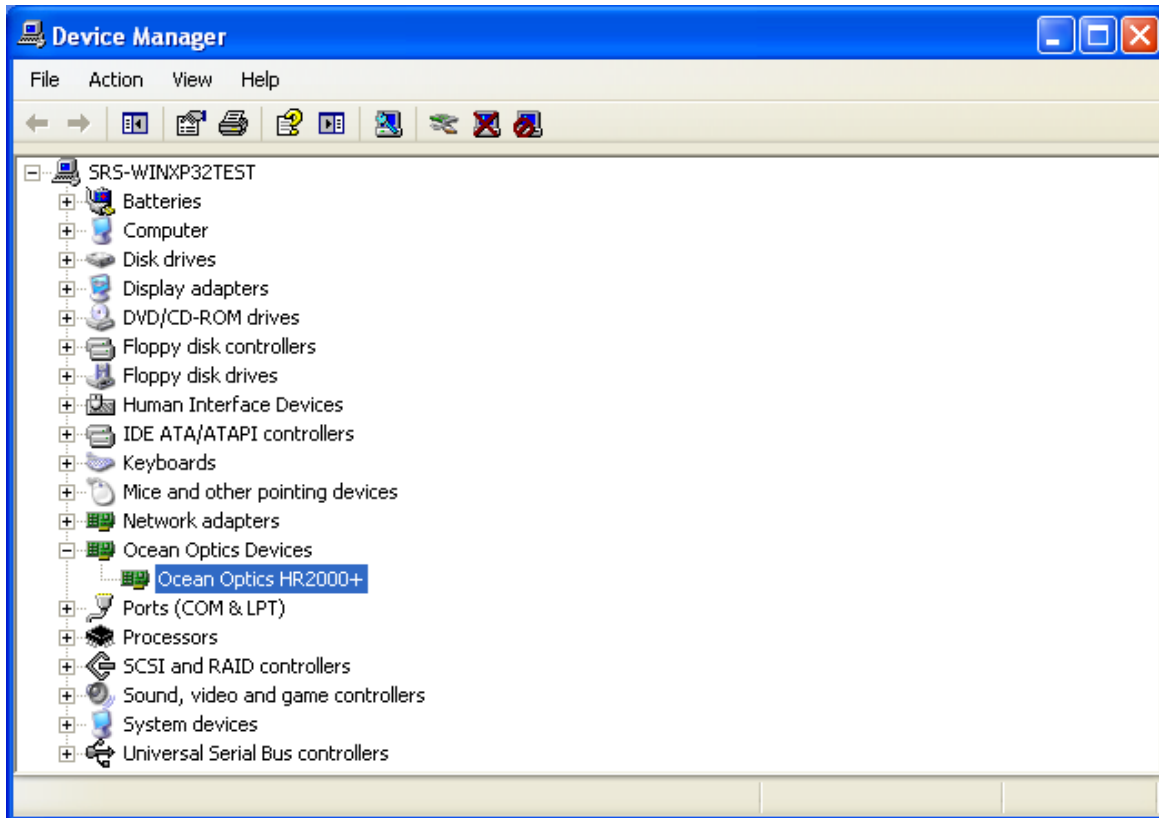 Device Manager
File Action View Help
SRS-WINXP32TEST
Batteries
Computer
Disk drives
Display adapters
DVD/CD-ROM drives
Floppy disk controllers
Floppy disk drives
Human Interface Devices
IDE ATA/ATAPI controllers
Keyboards
Mice and other pointing devices
Network adapters
Ocean Optics Devices
Ocean Optics HR2000+
Ports (COM & LPT)
Processors
SCSI and RAID controllers
Sound, video and game controllers
System devices
Universal Serial Bus controllers